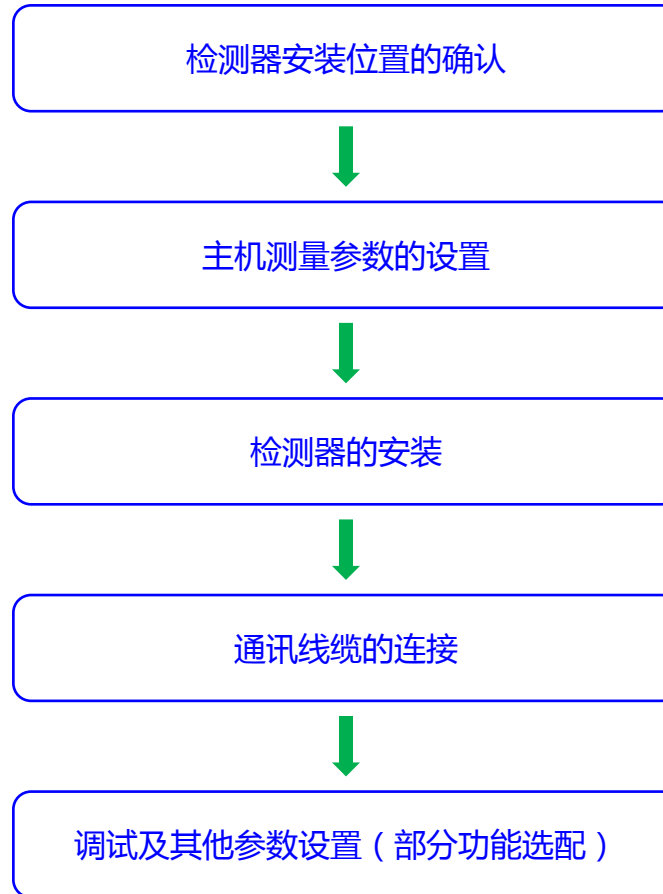 检测器安装位置的确认
主机测量参数的设置
检测器的安装
通讯线缆的连接
调试及其他参数设置（部分功能选配）